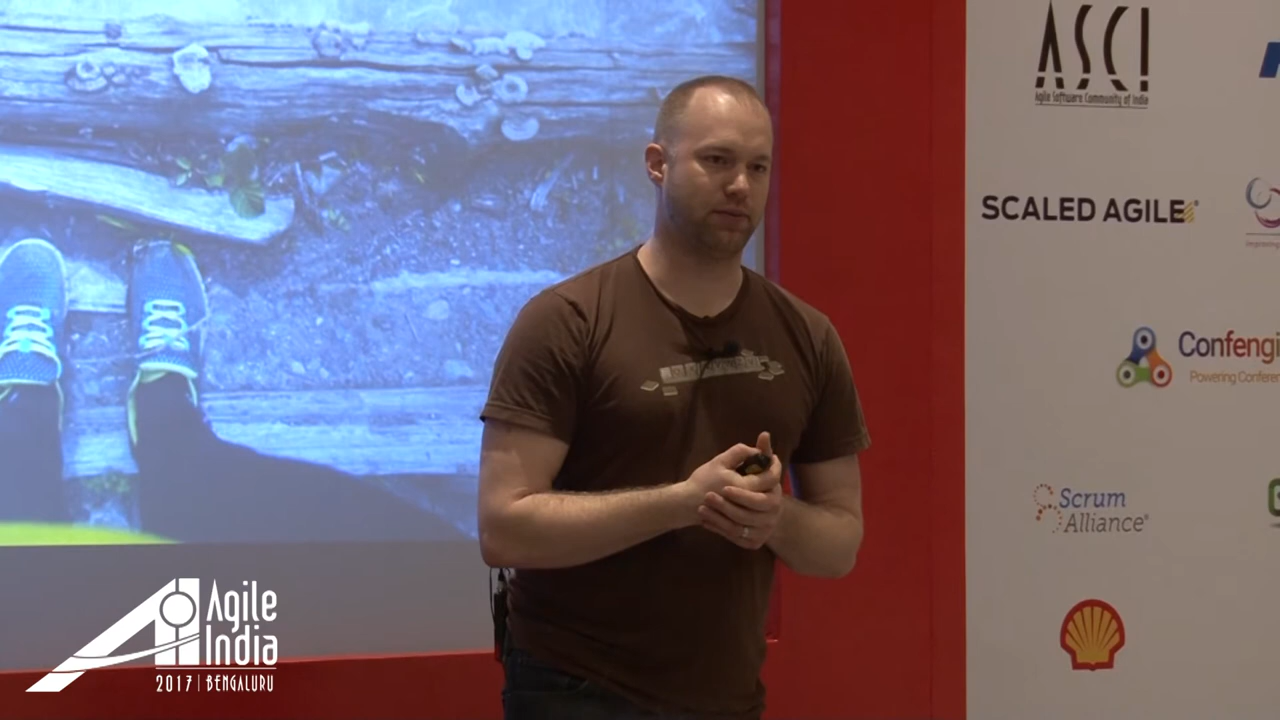 ASCI
Agile Software Community of India
SCALED AGILE®
Confengi
Powering Conferen
Scrum
Alliance®
Agile
India
2017 | BENGALURU